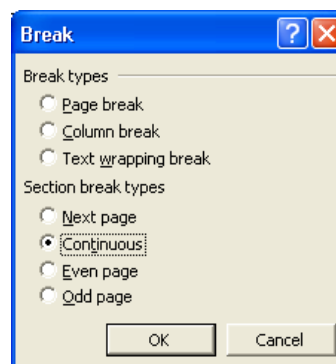 Break
Break types
Page break
Column break
Text wrapping break
Section break types
Next page
Continuous
Even page
Odd page
OK Cancel